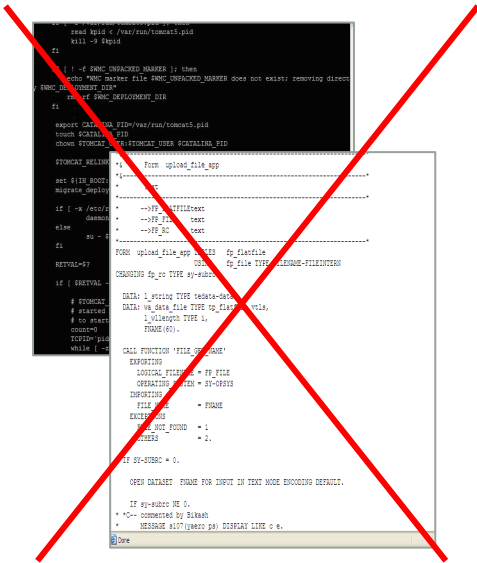 read kpid < /var/run/tomcat5.pid
kill -9 $kpid
fi
if [ ! -f $WMC_UNPACKED_MARKER ]; then
echo "WMC marker file $WMC_UNPACKED_MARKER does not exist; removing direct
y $WMC_DEPLOYMENT_DIR"
rm -rf $WMC_DEPLOYMENT_DIR
fi
export CATALINA_PID=/var/run/tomcat5.pid
touch $CATALINA_PID
chown $TOMCAT_USER:$TOMCAT_USER $CATALINA_PID
$TOMCAT_RELINK
set ${IH_ROOT:
migrate_deploy
if [ -x /etc/r
daemon
else
su - $
fi
RETVAL=$?
if [ $RETVAL -
# $TOMCAT_
# started
# to start
count=0
TCPID='pid
while [ -s
*& Form upload_file_app
*&---------------------------------------------------------------------*
* text
*----------------------------------------------------------------------*
* -->FP_FLATFILEtext
* -->FP_FILE text
* -->FP_RC text
*----------------------------------------------------------------------*
FORM upload_file_app TABLES fp_flatfile
USING fp_file TYPE FILENAME-FILEINTERN
CHANGING fp_rc TYPE sy-subrc.
DATA: l_string TYPE
DATA: wa_data_file TYPE
l_wllength TYPE i,
FNAME(60).
CALL FUNCTION 'FILE_GET_NAME'
EXPORTING
LOGICAL_FILENAME = FP_FILE
OPERATING_SYSTEM = SY-OPSYS
IMPORTING
FILE_NAME = FNAME
EXCEPTIONS
FILE_NOT_FOUND = 1
OTHERS = 2.
IF SY-SUBRC = 0.
OPEN DATASET FNAME FOR INPUT IN TEXT MODE ENCODING DEFAULT.
IF sy-subrc NE 0.
* *C-- commented by Bikash
* MESSAGE s107(yaero ps) DISPLAY LIKE c e.
Done